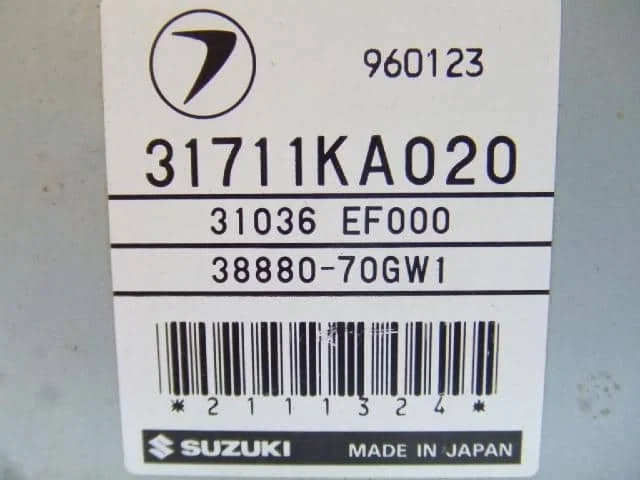 960123
31711KA020
31036 EF000
38880-70GW1
*2111324*
SUZUKI MADE IN JAPAN